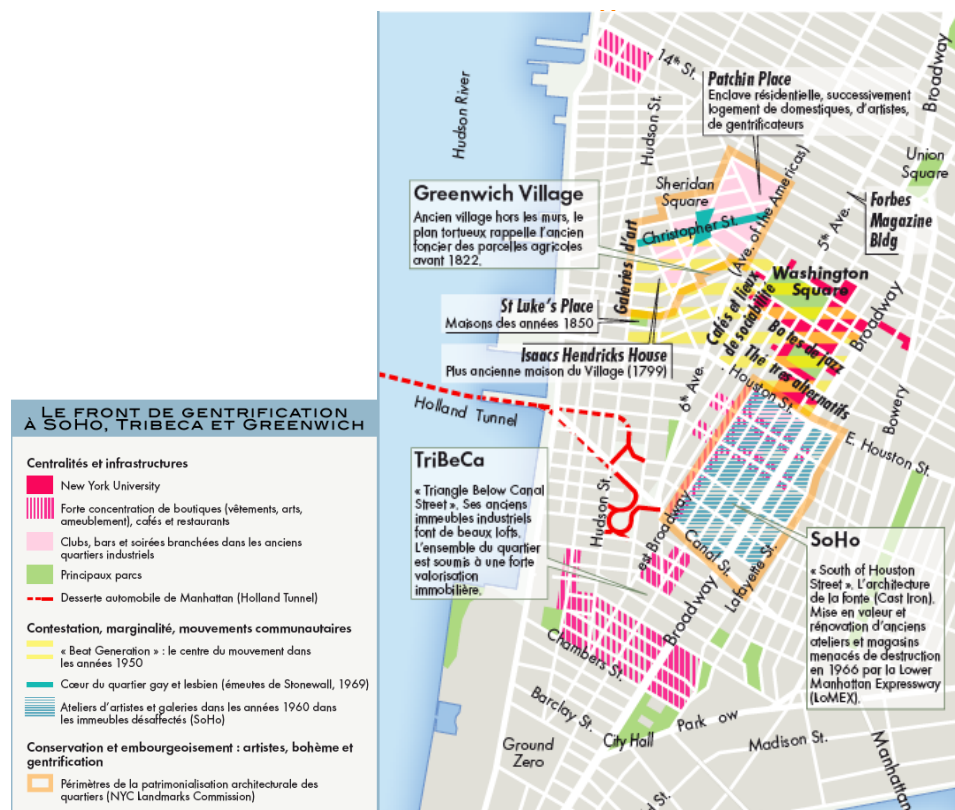 14th St.
Broadway
Patchin Place
Enclave résidentielle, successivement
logement de domestiques, d'artistes,
de gentrificateurs
Hudson River
Hudson St.
Union
Square
Sheridan
Square
Greenwich Village
Ancien village hors les murs, le
plan tortueux rappelle l'ancien
foncier des parcelles agricoles
avant 1822.
Christopher St.
(Ave. of the Americas)
5th Ave.
Forbes
Magazine
Bldg
Galeries d'art
Washington
Square
St Luke's Place
Maisons des années 1850
Cafés et lieux
de sociabilité
Broadway
Isaacs Hendricks House
Plus ancienne maison du Village (1799)
Bo tes de jazz
Thé tres alternatifs
6th Ave.
Houston St.
Bowery
E. Houston St.
Holland Tunnel
LE FRONT DE GENTRIFICATION
À SOHO, TRIBECA ET GREENWICH
Centralités et infrastructures
New York University
Forte concentration de boutiques (vêtements, arts,
ameublement), cafés et restaurants
Clubs, bars et soirées branchées dans les anciens
quartiers industriels
Principaux parcs
Desserte automobile de Manhattan (Holland Tunnel)
Contestation, marginalité, mouvements communautaires
« Beat Generation » : le centre du mouvement dans
les années 1950
Cœur du quartier gay et lesbien (émeutes de Stonewall, 1969)
Ateliers d'artistes et galeries dans les années 1960 dans
les immeubles désaffectés (SoHo)
Conservation et embourgeoisement : artistes, bohème et
gentrification
Périmètres de la patrimonialisation architecturale des
quartiers (NYC Landmarks Commission)
TriBeCa
« Triangle Below Canal
Street ». Ses anciens
immeubles industriels
font de beaux lofts.
L'ensemble du quartier
est soumis à une forte
valorisation
immobilière.
Hudson St.
est Broadway
Canal St.
Lafayette St.
SoHo
« South of Houston
Street ». L'architecture
de la fonte (Cast Iron).
Mise en valeur et
rénovation d'anciens
ateliers et magasins
menacés de destruction
en 1966 par la Lower
Manhattan Expressway
(LoMEX).
Broadway
Chambers St.
Barclay St.
Park ow
City Hall
Madison St.
Ground
Zero
Manhattan
d St.